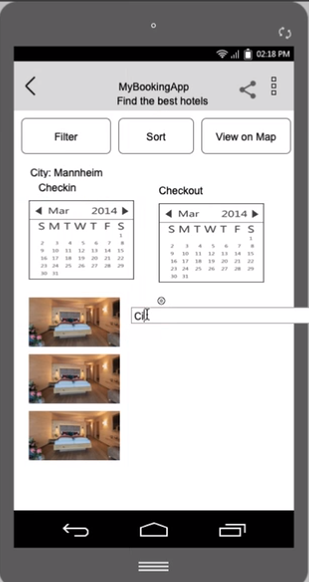 02:18 PM
MyBookingApp
Find the best hotels
Filter
Sort
View on Map
City: Mannheim
Checkin
Checkout
Mar 2014
S M T W T F S
1
2 3 4 5 6 7 8
9 10 11 12 13 14 15
16 17 18 19 20 21 22
23 24 25 26 27 28 29
30 31
Mar 2014
S M T W T F S
1
2 3 4 5 6 7 8
9 10 11 12 13 14 15
16 17 18 19 20 21 22
23 24 25 26 27 28 29
30 31